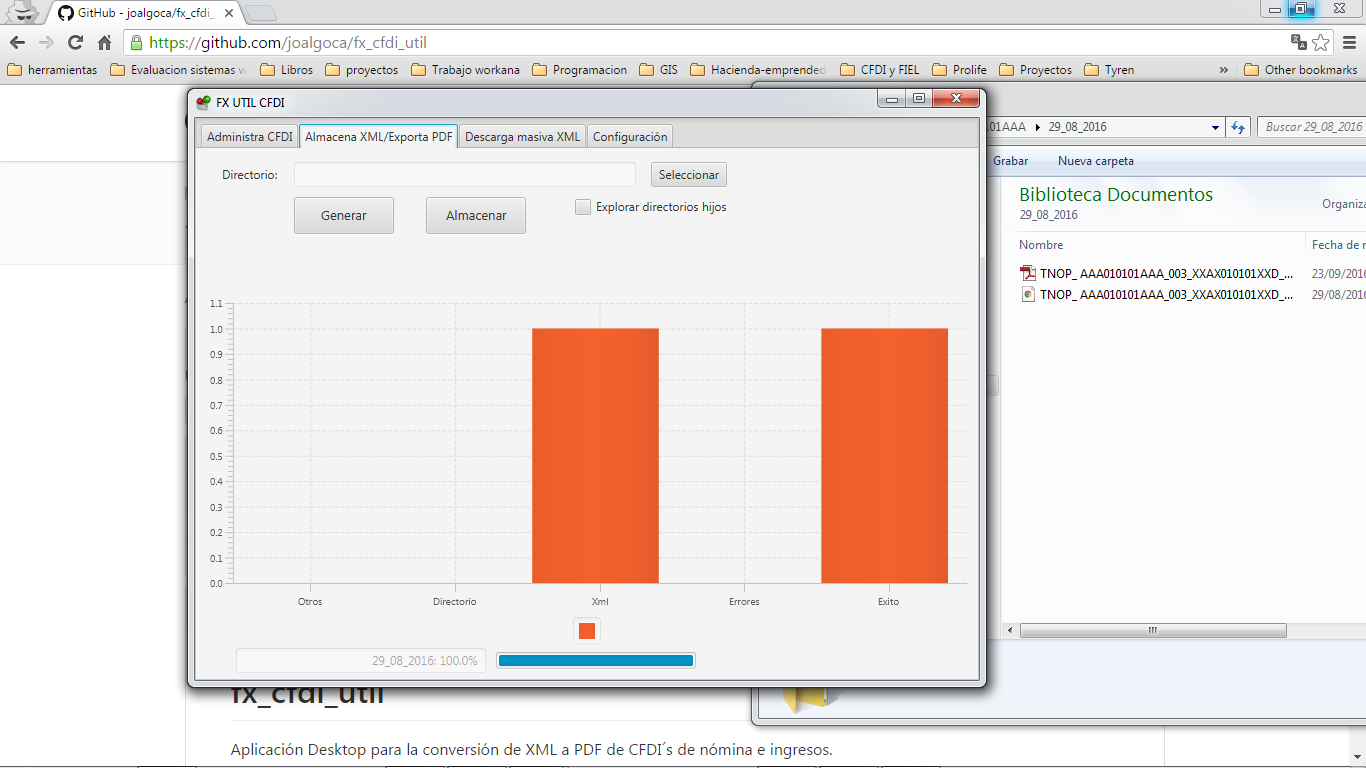 GitHub - joalgoca/fx_cfdi_
https://github.com/joalgoca/fx_cfdi_util
herramientas
Evaluacion sistemas w
Libros
proyectos
Trabajo workana
Programacion
GIS
Hacienda-emprended
CFDI y FIEL
Prolife
Proyectos
Tyren
»
Other bookmarks
FX UTIL CFDI
Administra CFDI
Almacena XML/Exporta PDF
Descarga masiva XML
Configuración
Directorio:
Seleccionar
Generar
Almacenar
Explorar directorios hijos
1.1
1.0
0.9
0.8
0.7
0.6
0.5
0.4
0.3
0.2
0.1
0.0
Otros
Directorio
Xml
Errores
Exito
29_08_2016: 100.0%
01AAA
29_08_2016
Buscar 29_08_2016
Grabar
Nueva carpeta
Biblioteca Documentos
29_08_2016
Organiza
Nombre
Fecha de r
TNOP_ AAA010101AAA_003_XXAX010101XXD_...
23/09/2016
TNOP_ AAA010101AAA_003_XXAX010101XXD_...
29/08/2016
fx_cfdi_util
Aplicación Desktop para la conversión de XML a PDF de CFDI´s de nómina e ingresos.